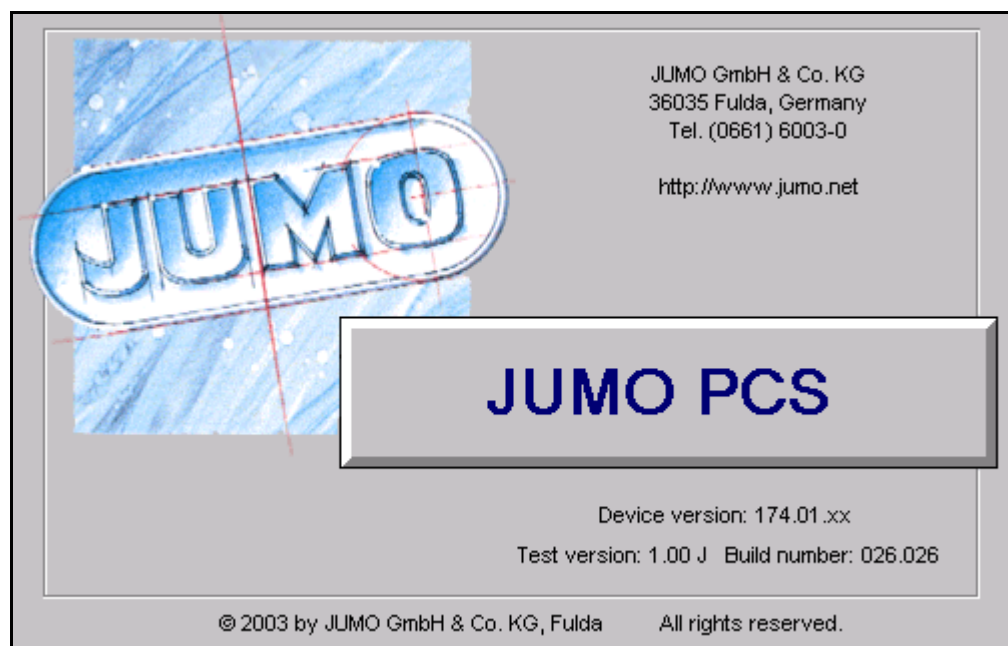 JUMO GmbH & Co. KG
36035 Fulda, Germany
Tel. (0661) 6003-0
http://www.jumo.net
JUMO
JUMO PCS
Device version: 174.01.xx
Test version: 1.00 J Build number: 026.026
© 2003 by JUMO GmbH & Co. KG, Fulda All rights reserved.